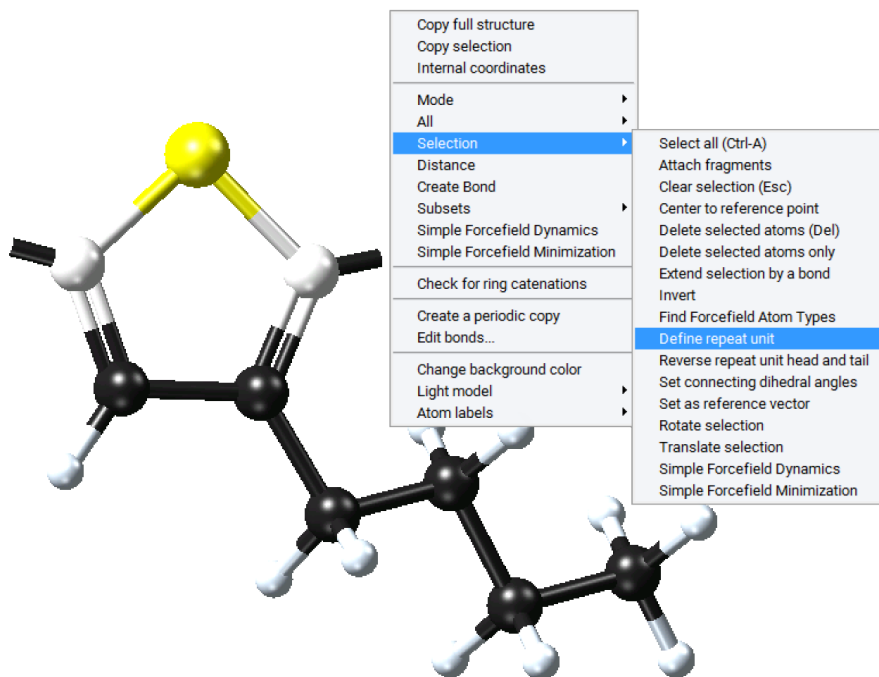 Copy full structure
Copy selection
Internal coordinates
Mode
All
Selection
Distance
Create Bond
Subsets
Simple Forcefield Dynamics
Simple Forcefield Minimization
Check for ring catenations
Create a periodic copy
Edit bonds...
Change background color
Light model
Atom labels
Select all (Ctrl-A)
Attach fragments
Clear selection (Esc)
Center to reference point
Delete selected atoms (Del)
Delete selected atoms only
Extend selection by a bond
Invert
Find Forcefield Atom Types
Define repeat unit
Reverse repeat unit head and tail
Set connecting dihedral angles
Set as reference vector
Rotate selection
Translate selection
Simple Forcefield Dynamics
Simple Forcefield Minimization